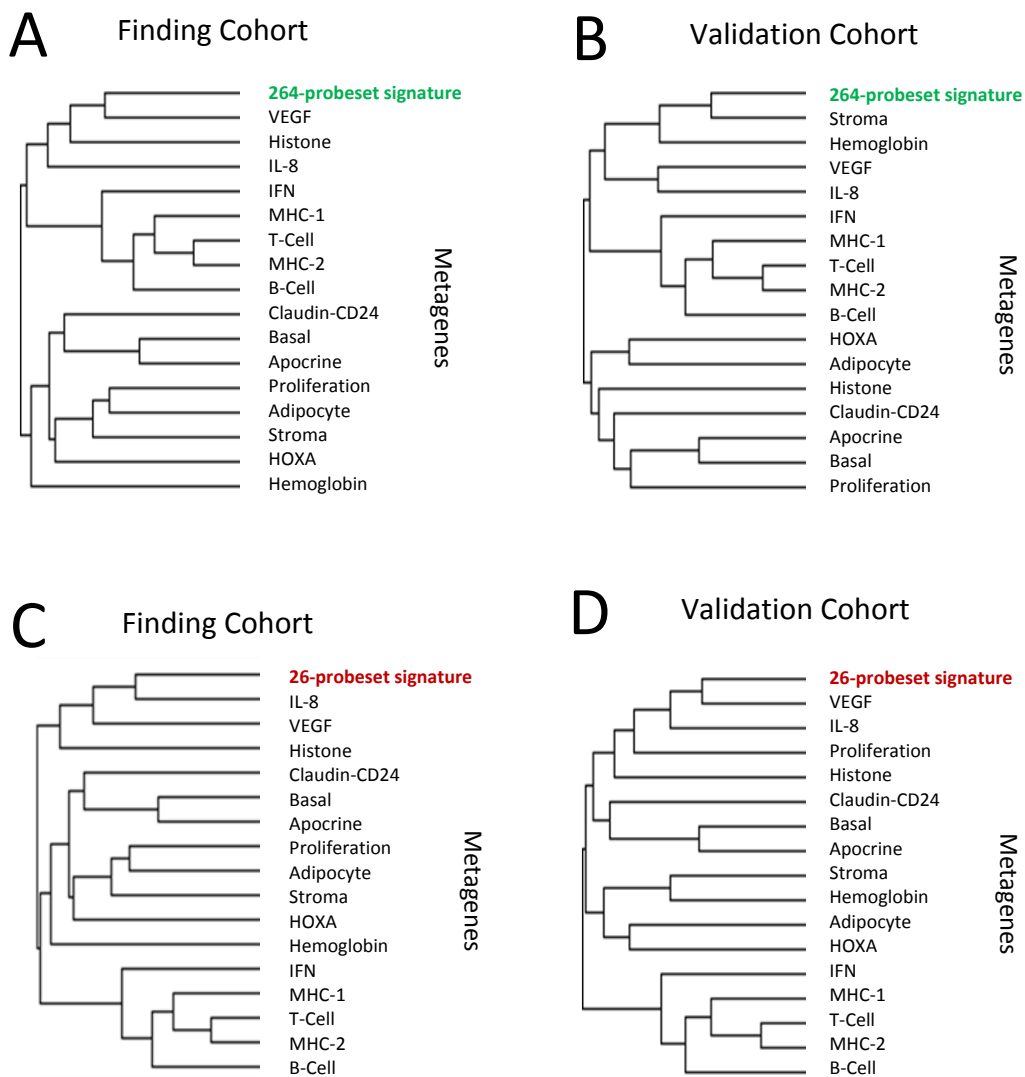 A
Finding Cohort
264-probeset signature
VEGF
Histone
IL-8
IFN
MHC-1
T-Cell
MHC-2
B-Cell
Claudin-CD24
Basal
Apocrine
Proliferation
Adipocyte
Stroma
HOXA
Hemoglobin
Metagenes
B
Validation Cohort
264-probeset signature
Stroma
Hemoglobin
VEGF
IL-8
IFN
MHC-1
T-Cell
MHC-2
B-Cell
HOXA
Adipocyte
Histone
Claudin-CD24
Apocrine
Basal
Proliferation
Metagenes
C
Finding Cohort
26-probeset signature
IL-8
VEGF
Histone
Claudin-CD24
Basal
Apocrine
Proliferation
Adipocyte
Stroma
HOXA
Hemoglobin
IFN
MHC-1
T-Cell
MHC-2
B-Cell
Metagenes
D
Validation Cohort
26-probeset signature
VEGF
IL-8
Proliferation
Histone
Claudin-CD24
Basal
Apocrine
Stroma
Hemoglobin
Adipocyte
HOXA
IFN
MHC-1
T-Cell
MHC-2
B-Cell
Metagenes